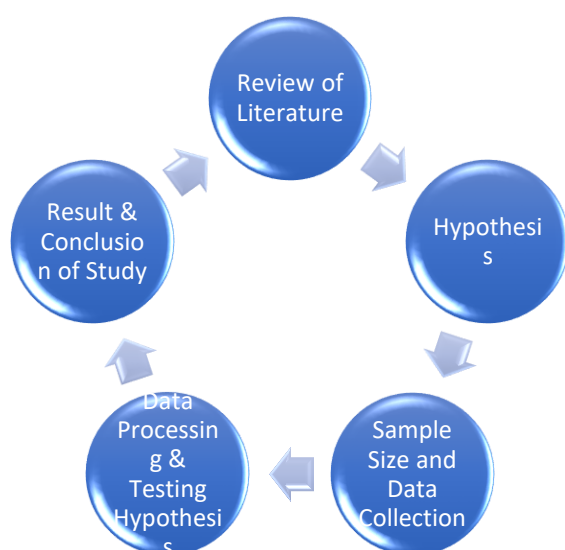 Review of
Literature
Hypothesi
s
Sample
Size and
Data
Collection
Data
Processin
g &
Testing
Hypothesi
s
Result &
Conclusio
n of Study